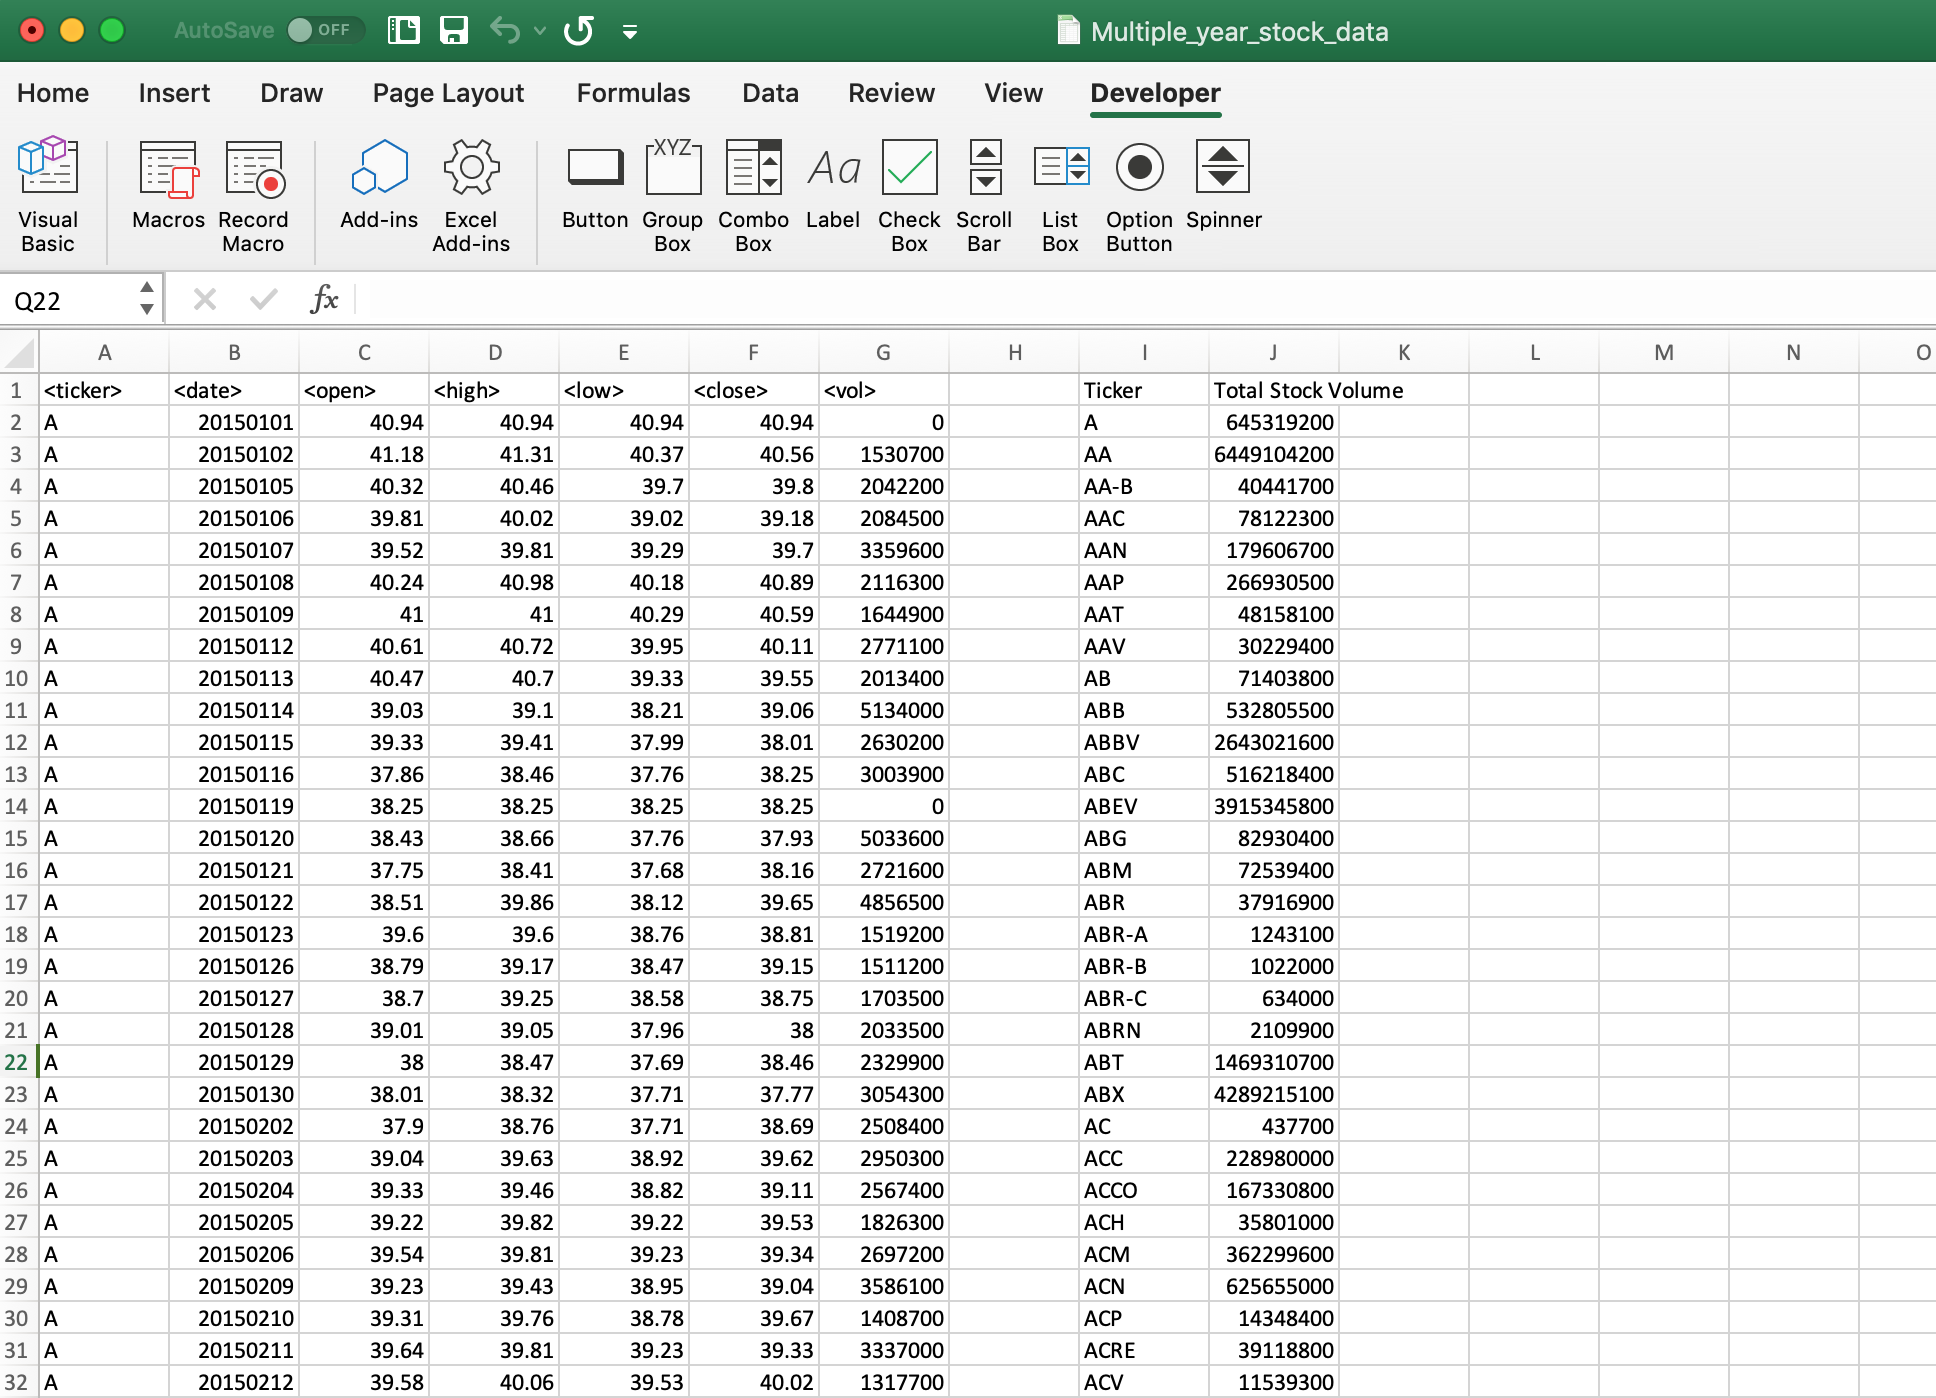 AutoSave OFF Multiple_year_stock_data
Home Insert Draw Page Layout Formulas Data Review View Developer
XYZ Aa
Visual Basic Macros Record Macro Add-ins Excel Add-ins Button Group Box Combo Box Label Check Box Scroll Bar List Box Option Button Spinner
Q22 fx
A B C D E F G H I J K L M N O
1 <ticker> <date> <open> <high> <low> <close> <vol> Ticker Total Stock Volume
2 A 20150101 40.94 40.94 40.94 40.94 0 A 645319200
3 A 20150102 41.18 41.31 40.37 40.56 1530700 AA 6449104200
4 A 20150105 40.32 40.46 39.7 39.8 2042200 AA-B 40441700
5 A 20150106 39.81 40.02 39.02 39.18 2084500 AAC 78122300
6 A 20150107 39.52 39.81 39.29 39.7 3359600 AAN 179606700
7 A 20150108 40.24 40.98 40.18 40.89 2116300 AAP 266930500
8 A 20150109 41 41 40.29 40.59 1644900 AAT 48158100
9 A 20150112 40.61 40.72 39.95 40.11 2771100 AAV 30229400
10 A 20150113 40.47 40.7 39.33 39.55 2013400 AB 71403800
11 A 20150114 39.03 39.1 38.21 39.06 5134000 ABB 532805500
12 A 20150115 39.33 39.41 37.99 38.01 2630200 ABBV 2643021600
13 A 20150116 37.86 38.46 37.76 38.25 3003900 ABC 516218400
14 A 20150119 38.25 38.25 38.25 38.25 0 ABEV 3915345800
15 A 20150120 38.43 38.66 37.76 37.93 5033600 ABG 82930400
16 A 20150121 37.75 38.41 37.68 38.16 2721600 ABM 72539400
17 A 20150122 38.51 39.86 38.12 39.65 4856500 ABR 37916900
18 A 20150123 39.6 39.6 38.76 38.81 1519200 ABR-A 1243100
19 A 20150126 38.79 39.17 38.47 39.15 1511200 ABR-B 1022000
20 A 20150127 38.7 39.25 38.58 38.75 1703500 ABR-C 634000
21 A 20150128 39.01 39.05 37.96 38 2033500 ABRN 2109900
22 A 20150129 38 38.47 37.69 38.46 2329900 ABT 1469310700
23 A 20150130 38.01 38.32 37.71 37.77 3054300 ABX 4289215100
24 A 20150202 37.9 38.76 37.71 38.69 2508400 AC 437700
25 A 20150203 39.04 39.63 38.92 39.62 2950300 ACC 228980000
26 A 20150204 39.33 39.46 38.82 39.11 2567400 ACCO 167330800
27 A 20150205 39.22 39.82 39.22 39.53 1826300 ACH 35801000
28 A 20150206 39.54 39.81 39.23 39.34 2697200 ACM 362299600
29 A 20150209 39.23 39.43 38.95 39.04 3586100 ACN 625655000
30 A 20150210 39.31 39.76 38.78 39.67 1408700 ACP 14348400
31 A 20150211 39.64 39.81 39.23 39.33 3337000 ACRE 39118800
32 A 20150212 39.58 40.06 39.53 40.02 1317700 ACV 11539300